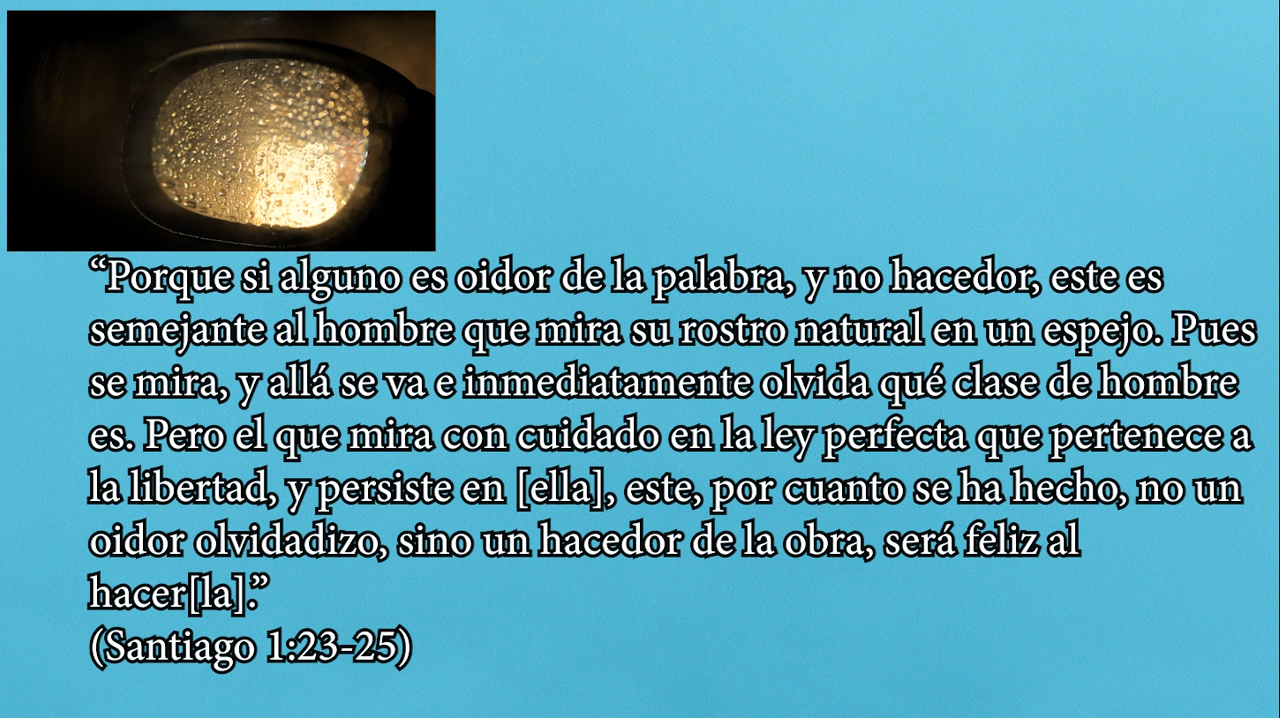 “Porque si alguno es oidor de la palabra, y no hacedor, este es
semejante al hombre que mira su rostro natural en un espejo. Pues
se mira, y allá se va e inmediatamente olvida qué clase de hombre
es. Pero el que mira con cuidado en la ley perfecta que pertenece a
la libertad, y persiste en [ella], este, por cuanto se ha hecho, no un
oidor olvidadizo, sino un hacedor de la obra, será feliz al
hacer[la].”
(Santiago 1:23-25)